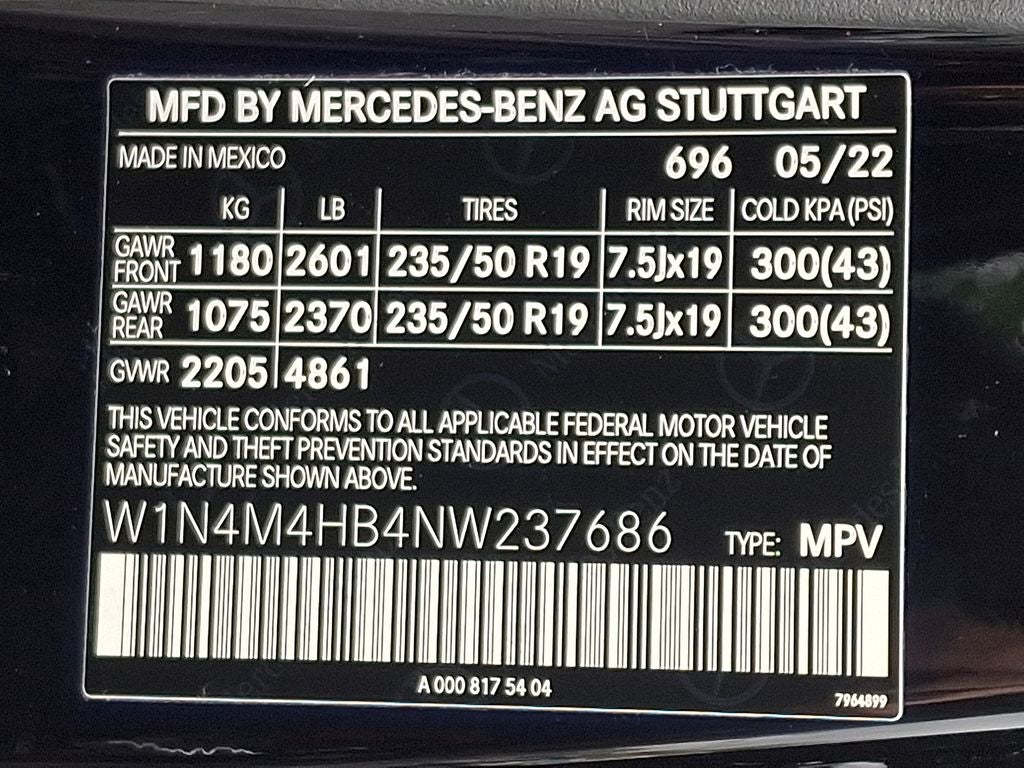 MFD BY MERCEDES-BENZ AG STUTTGART
MADE IN MEXICO 696 05/22
KG LB TIRES RIM SIZE COLD KPA (PSI)
GAWR FRONT 1180 2601 235/50 R19 7.5Jx19 300(43)
GAWR REAR 1075 2370 235/50 R19 7.5Jx19 300(43)
GVWR 2205 4861
THIS VEHICLE CONFORMS TO ALL APPLICABLE FEDERAL MOTOR VEHICLE
SAFETY AND THEFT PREVENTION STANDARDS IN EFFECT ON THE DATE OF
MANUFACTURE SHOWN ABOVE.
W1N4M4HB4NW237686 TYPE: MPV
A 000 817 54 04
7964899